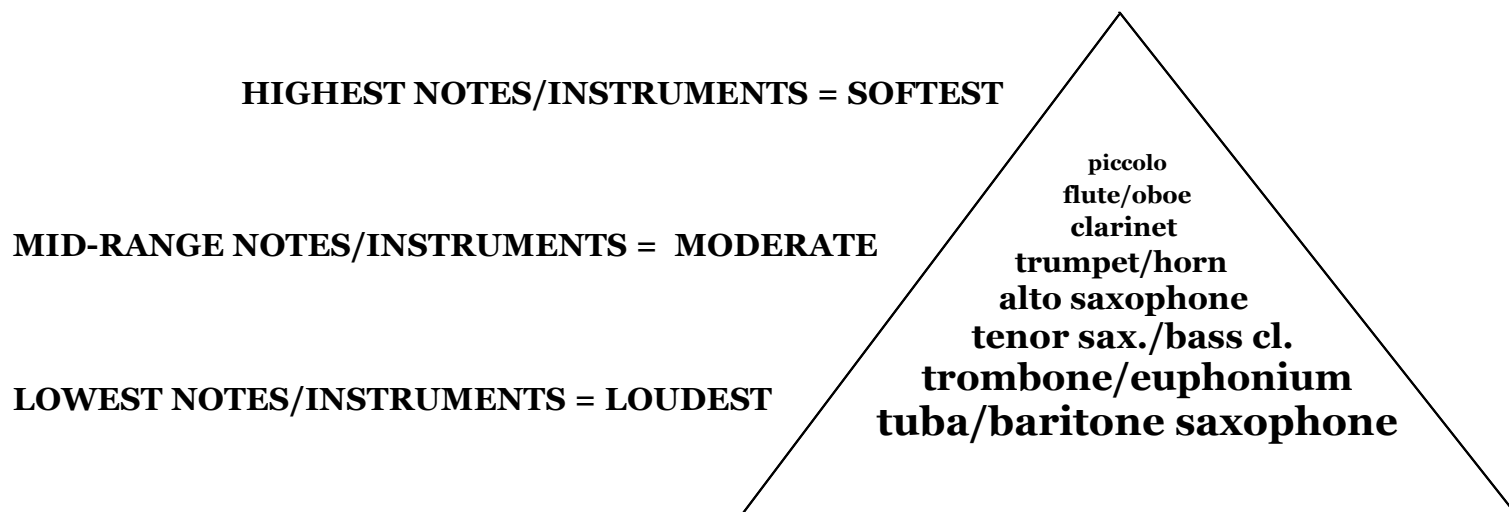 HIGHEST NOTES/INSTRUMENTS = SOFTEST
piccolo
flute/oboe
clarinet
MID-RANGE NOTES/INSTRUMENTS = MODERATE
trumpet/horn
alto saxophone
tenor sax./bass cl.
trombone/euphonium
LOWEST NOTES/INSTRUMENTS = LOUDEST
tuba/baritone saxophone